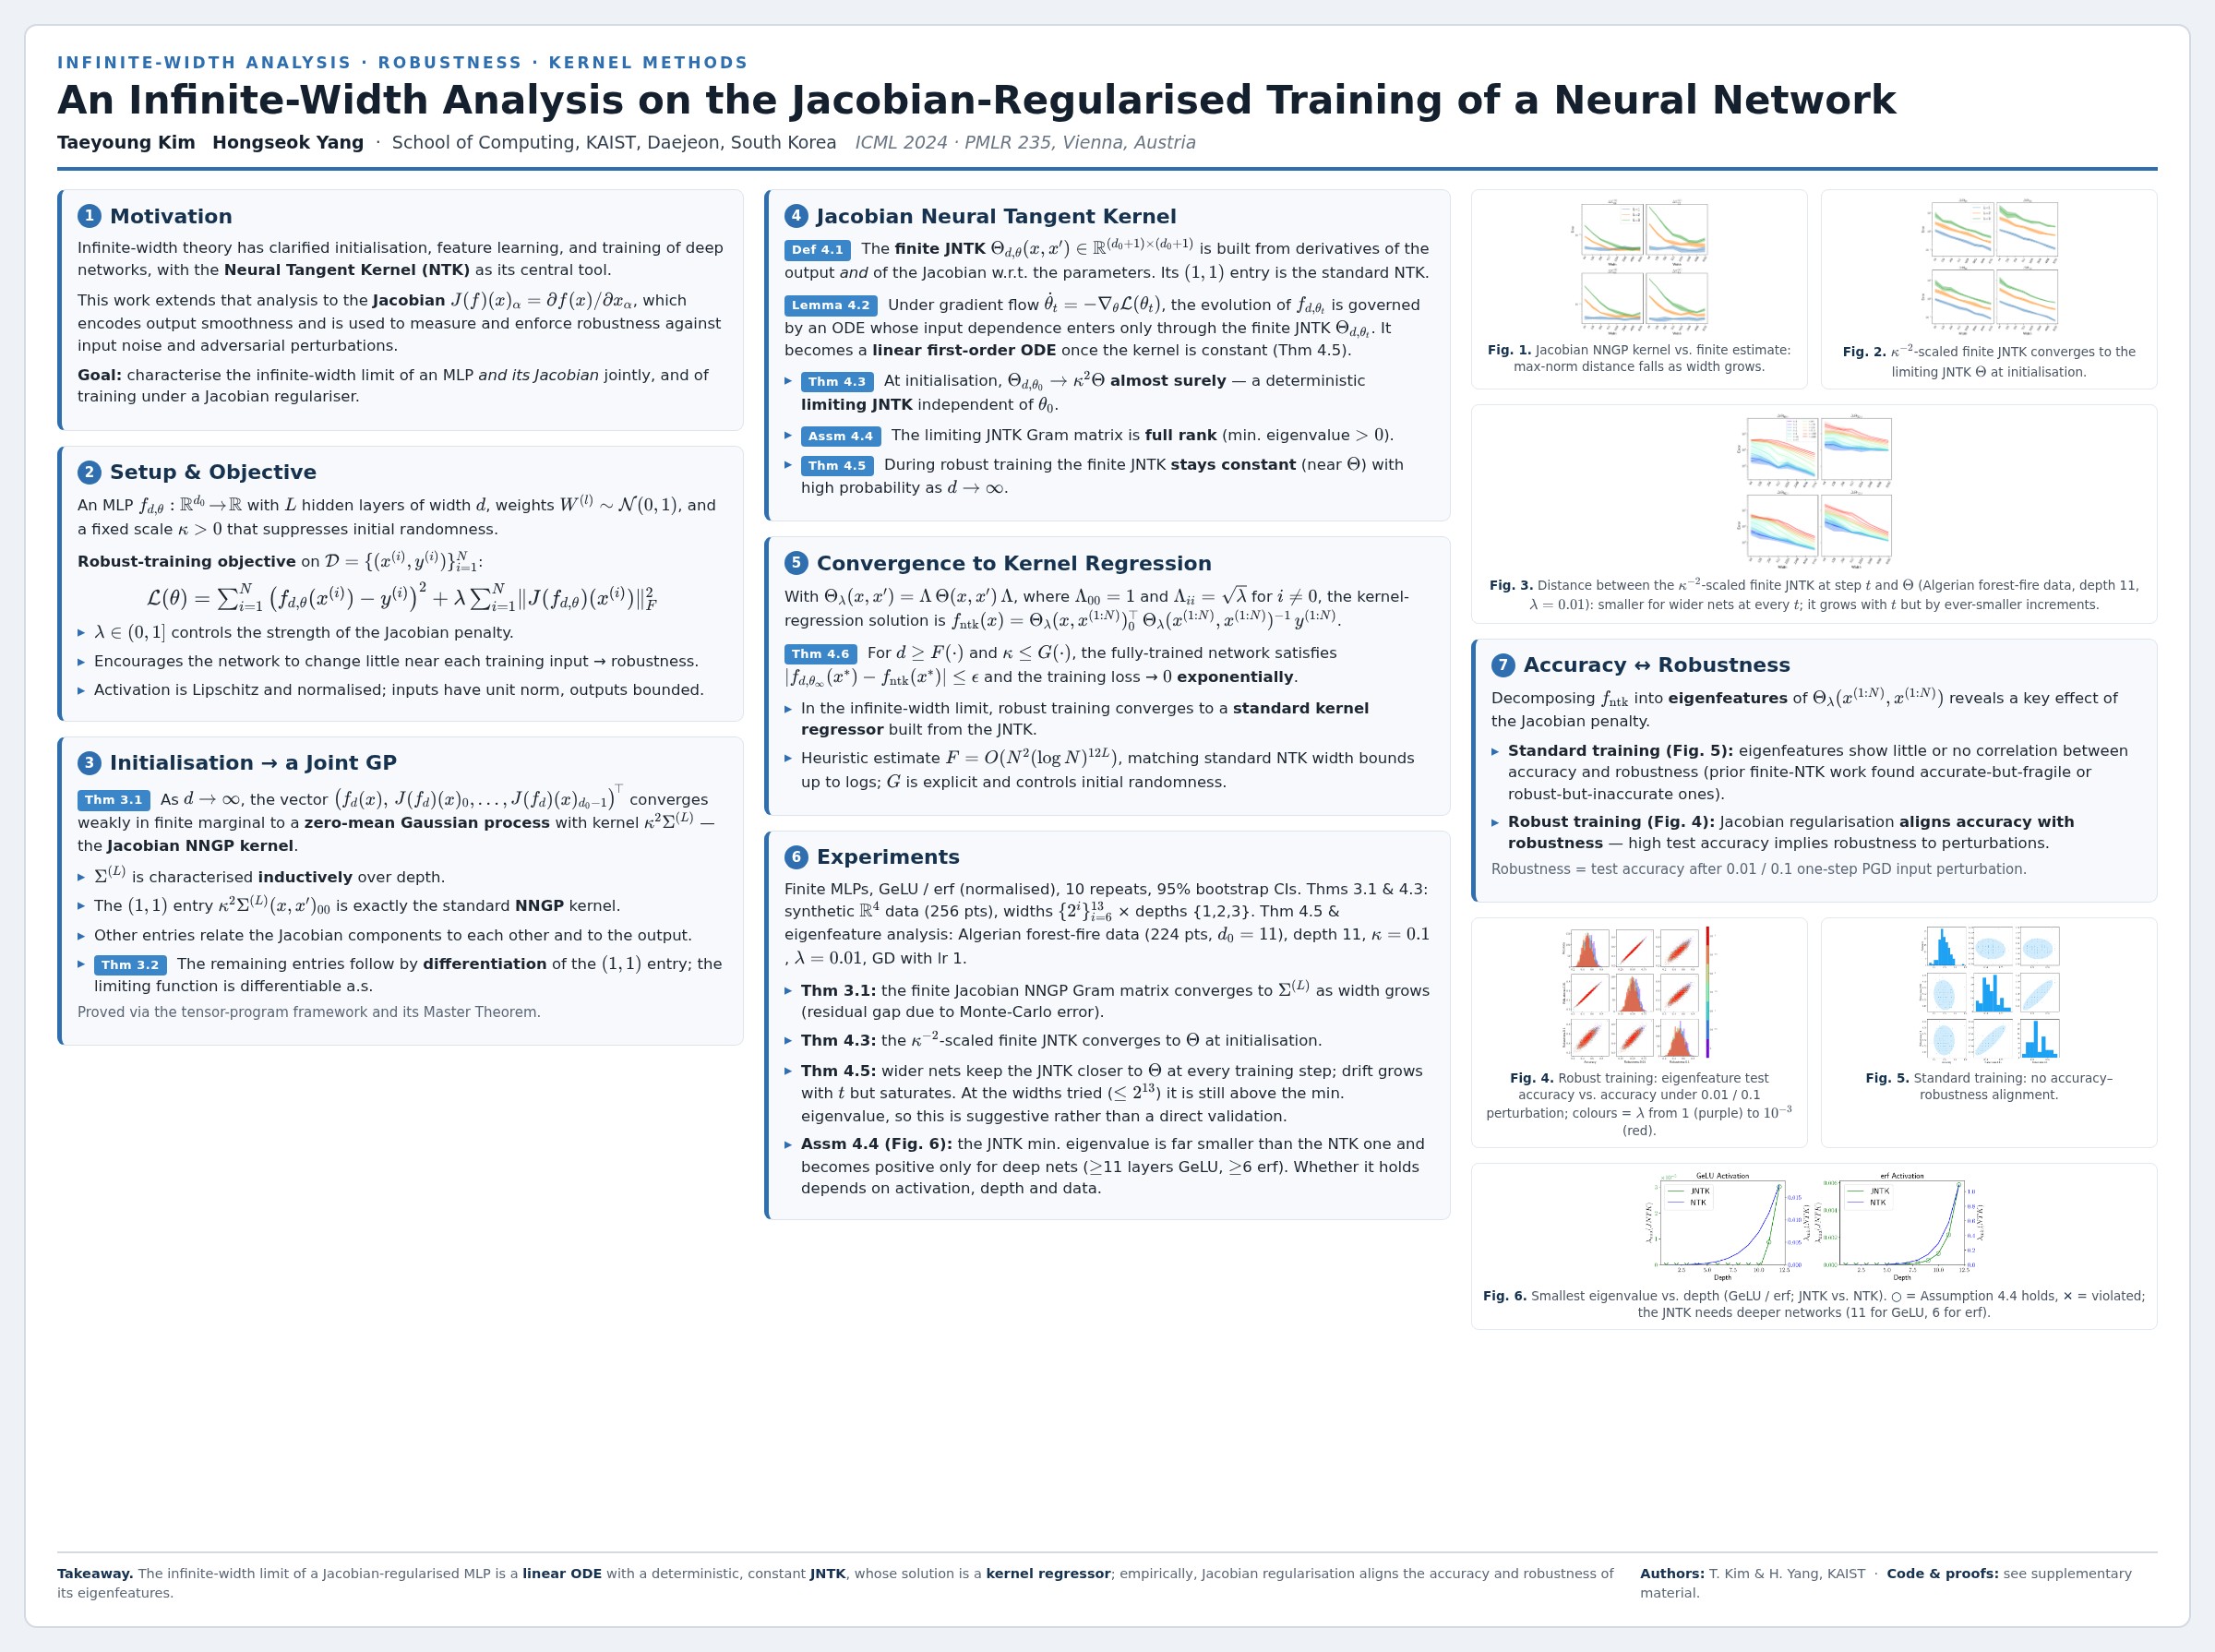 INFINITE-WIDTH ANALYSIS · ROBUSTNESS · KERNEL METHODS
An Infinite-Width Analysis on the Jacobian-Regularised Training of a Neural Network
Taeyoung Kim Hongseok Yang · School of Computing, KAIST, Daejeon, South Korea ICML 2024 · PMLR 235, Vienna, Austria
1 Motivation
Infinite-width theory has clarified initialisation, feature learning, and training of deep
networks, with the Neural Tangent Kernel (NTK) as its central tool.
This work extends that analysis to the Jacobian J(f)(x)_α = ∂f(x)/∂x_α, which
encodes output smoothness and is used to measure and enforce robustness against
input noise and adversarial perturbations.
Goal: characterise the infinite-width limit of an MLP and its Jacobian jointly, and of
training under a Jacobian regulariser.
2 Setup & Objective
An MLP f_{d,θ} : ℝ^{d_0} → ℝ with L hidden layers of width d, weights W^{(l)} ∼ 𝒩(0, 1), and
a fixed scale κ > 0 that suppresses initial randomness.
Robust-training objective on 𝒟 = {(x^{(i)}, y^{(i)})}_{i=1}^N:
ℒ(θ) = ∑_{i=1}^N (f_{d,θ}(x^{(i)}) − y^{(i)})² + λ ∑_{i=1}^N ‖J(f_{d,θ})(x^{(i)})‖_F²
▸ λ ∈ (0, 1] controls the strength of the Jacobian penalty.
▸ Encourages the network to change little near each training input → robustness.
▸ Activation is Lipschitz and normalised; inputs have unit norm, outputs bounded.
3 Initialisation → a Joint GP
Thm 3.1 As d → ∞, the vector (f_d(x), J(f_d)(x)_0, . . . , J(f_d)(x)_{d_0−1})^⊤ converges
weakly in finite marginal to a zero-mean Gaussian process with kernel κ²Σ^{(L)} —
the Jacobian NNGP kernel.
▸ Σ^{(L)} is characterised inductively over depth.
▸ The (1, 1) entry κ²Σ^{(L)}(x, x′)_{00} is exactly the standard NNGP kernel.
▸ Other entries relate the Jacobian components to each other and to the output.
▸ Thm 3.2 The remaining entries follow by differentiation of the (1, 1) entry; the
limiting function is differentiable a.s.
Proved via the tensor-program framework and its Master Theorem.
4 Jacobian Neural Tangent Kernel
Def 4.1 The finite JNTK Θ_{d,θ}(x, x′) ∈ ℝ^{(d_0+1)×(d_0+1)} is built from derivatives of the
output and of the Jacobian w.r.t. the parameters. Its (1, 1) entry is the standard NTK.
Lemma 4.2 Under gradient flow θ̇_t = −∇_θℒ(θ_t), the evolution of f_{d,θ_t} is governed
by an ODE whose input dependence enters only through the finite JNTK Θ_{d,θ_t}. It
becomes a linear first-order ODE once the kernel is constant (Thm 4.5).
▸ Thm 4.3 At initialisation, Θ_{d,θ_0} → κ²Θ almost surely — a deterministic
limiting JNTK independent of θ_0.
▸ Assm 4.4 The limiting JNTK Gram matrix is full rank (min. eigenvalue > 0).
▸ Thm 4.5 During robust training the finite JNTK stays constant (near Θ) with
high probability as d → ∞.
5 Convergence to Kernel Regression
With Θ_λ(x, x′) = Λ Θ(x, x′) Λ, where Λ_{00} = 1 and Λ_{ii} = √λ for i ≠ 0, the kernel-
regression solution is f_ntk(x) = Θ_λ(x, x^{(1:N)})_0^⊤ Θ_λ(x^{(1:N)}, x^{(1:N)})^{−1} y^{(1:N)}.
Thm 4.6 For d ≥ F(·) and κ ≤ G(·), the fully-trained network satisfies
|f_{d,θ_∞}(x*) − f_ntk(x*)| ≤ ϵ and the training loss → 0 exponentially.
▸ In the infinite-width limit, robust training converges to a standard kernel
regressor built from the JNTK.
▸ Heuristic estimate F = O(N²(log N)^{12L}), matching standard NTK width bounds
up to logs; G is explicit and controls initial randomness.
6 Experiments
Finite MLPs, GeLU / erf (normalised), 10 repeats, 95% bootstrap CIs. Thms 3.1 & 4.3:
synthetic ℝ⁴ data (256 pts), widths {2^i}_{i=6}^{13} × depths {1,2,3}. Thm 4.5 &
eigenfeature analysis: Algerian forest-fire data (224 pts, d_0 = 11), depth 11, κ = 0.1
, λ = 0.01, GD with lr 1.
▸ Thm 3.1: the finite Jacobian NNGP Gram matrix converges to Σ^{(L)} as width grows
(residual gap due to Monte-Carlo error).
▸ Thm 4.3: the κ^{−2}-scaled finite JNTK converges to Θ at initialisation.
▸ Thm 4.5: wider nets keep the JNTK closer to Θ at every training step; drift grows
with t but saturates. At the widths tried (≤ 2^{13}) it is still above the min.
eigenvalue, so this is suggestive rather than a direct validation.
▸ Assm 4.4 (Fig. 6): the JNTK min. eigenvalue is far smaller than the NTK one and
becomes positive only for deep nets (≥11 layers GeLU, ≥6 erf). Whether it holds
depends on activation, depth and data.
Fig. 1. Jacobian NNGP kernel vs. finite estimate:
max-norm distance falls as width grows.
Fig. 2. κ^{−2}-scaled finite JNTK converges to the
limiting JNTK Θ at initialisation.
Fig. 3. Distance between the κ^{−2}-scaled finite JNTK at step t and Θ (Algerian forest-fire data, depth 11,
λ = 0.01): smaller for wider nets at every t; it grows with t but by ever-smaller increments.
7 Accuracy ↔ Robustness
Decomposing f_ntk into eigenfeatures of Θ_λ(x^{(1:N)}, x^{(1:N)}) reveals a key effect of
the Jacobian penalty.
▸ Standard training (Fig. 5): eigenfeatures show little or no correlation between
accuracy and robustness (prior finite-NTK work found accurate-but-fragile or
robust-but-inaccurate ones).
▸ Robust training (Fig. 4): Jacobian regularisation aligns accuracy with
robustness — high test accuracy implies robustness to perturbations.
Robustness = test accuracy after 0.01 / 0.1 one-step PGD input perturbation.
Fig. 4. Robust training: eigenfeature test
accuracy vs. accuracy under 0.01 / 0.1
perturbation; colours = λ from 1 (purple) to 10^{−3}
(red).
Fig. 5. Standard training: no accuracy–
robustness alignment.
GeLU Activation
JNTK
NTK
2.5 5.0 7.5 10.0 12.5
Depth
erf Activation
JNTK
NTK
2.5 5.0 7.5 10.0 12.5
Depth
Fig. 6. Smallest eigenvalue vs. depth (GeLU / erf; JNTK vs. NTK). ○ = Assumption 4.4 holds, × = violated;
the JNTK needs deeper networks (11 for GeLU, 6 for erf).
Takeaway. The infinite-width limit of a Jacobian-regularised MLP is a linear ODE with a deterministic, constant JNTK, whose solution is a kernel regressor; empirically, Jacobian regularisation aligns the accuracy and robustness of
its eigenfeatures.
Authors: T. Kim & H. Yang, KAIST · Code & proofs: see supplementary
material.